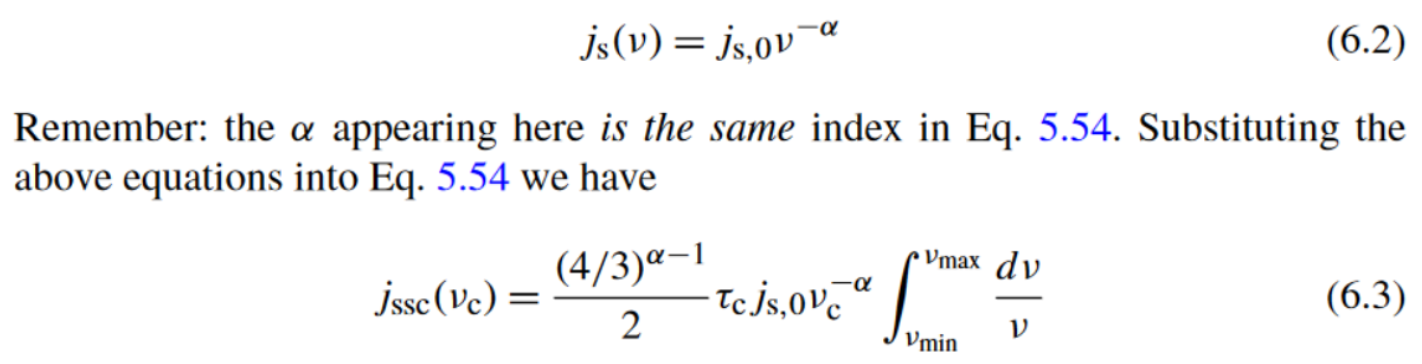 j_s(ν) = j_{s,0}ν^{−α} (6.2)
Remember: the α appearing here is the same index in Eq. 5.54. Substituting the
above equations into Eq. 5.54 we have
j_{ssc}(ν_c) = \frac{(4/3)^{α−1}}{2} τ_c j_{s,0}ν_c^{−α} ∫_{ν_{min}}^{ν_{max}} \frac{dν}{ν} (6.3)